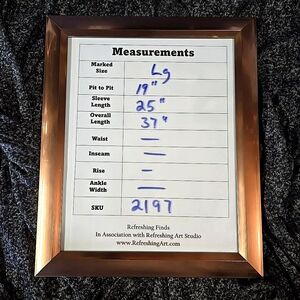 Measurements
Marked Size Lg
Pit to Pit 19"
Sleeve Length 25"
Overall Length 37"
Waist —
Inseam —
Rise –
Ankle Width —
SKU 2197
Refreshing Finds
In Association with Refreshing Art Studio
www.RefreshingArt.com